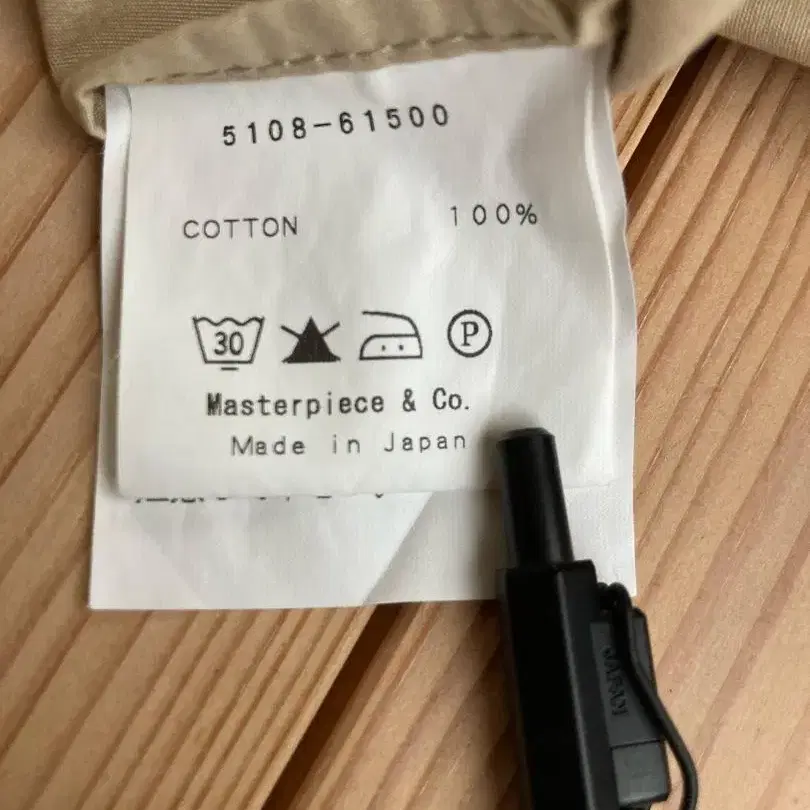 5108-61500
COTTON 100%
30
P
Masterpiece & Co.
Made in Japan